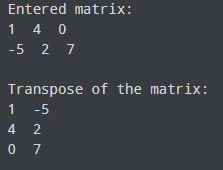 Entered matrix:
1  4  0
-5  2  7

Transpose of the matrix:
1  -5
4  2
0  7